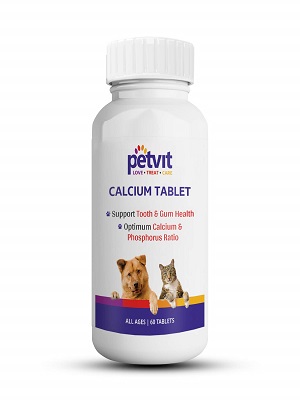 petvit
LOVE • TREAT • CARE
CALCIUM TABLET
Support Tooth & Gum Health
Optimum Calcium &
Phosphorus Ratio
ALL AGES | 60 TABLETS